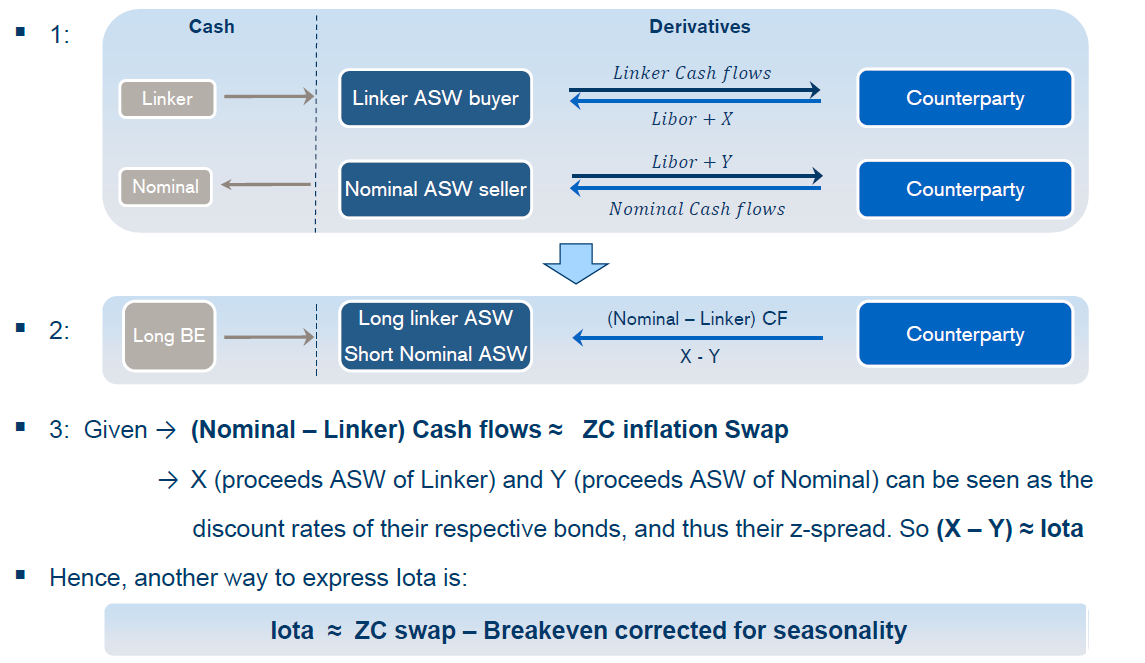 Cash
Derivatives
▪ 1:
Linker
Linker ASW buyer
Linker Cash flows
Libor + X
Counterparty
Nominal
Nominal ASW seller
Libor + Y
Nominal Cash flows
Counterparty
▪ 2:
Long BE
Long linker ASW
Short Nominal ASW
(Nominal – Linker) CF
X - Y
Counterparty
▪ 3: Given → (Nominal – Linker) Cash flows ≈ ZC inflation Swap
→ X (proceeds ASW of Linker) and Y (proceeds ASW of Nominal) can be seen as the
discount rates of their respective bonds, and thus their z-spread. So (X – Y) ≈ Iota
▪ Hence, another way to express Iota is:
Iota ≈ ZC swap – Breakeven corrected for seasonality